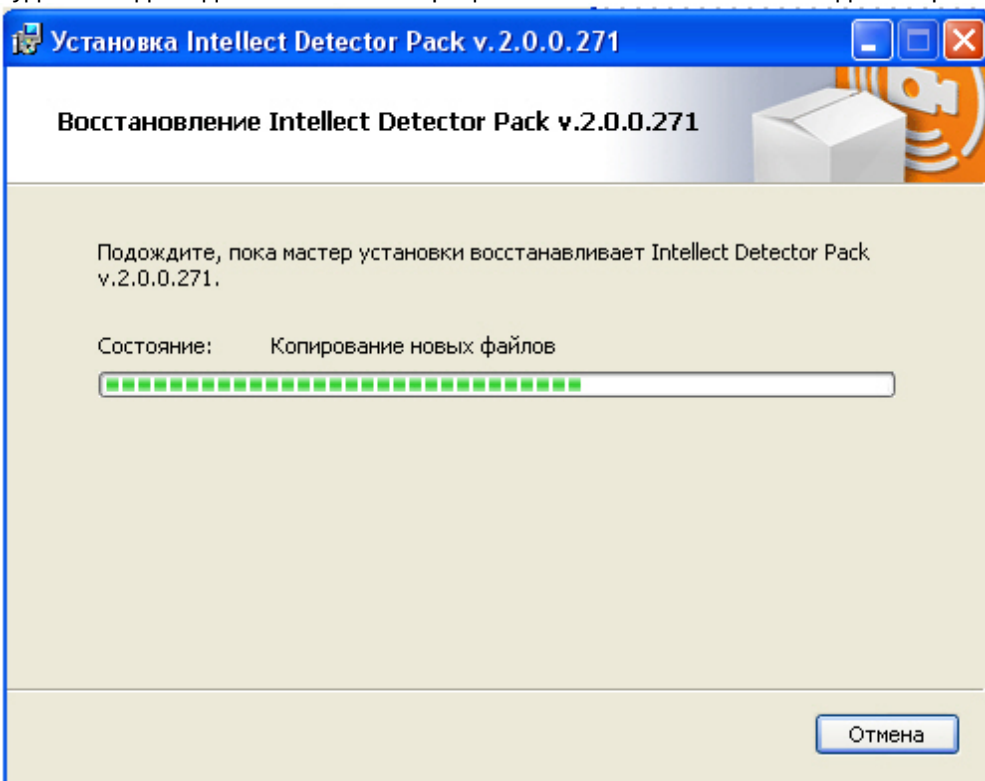 Установка Intellect Detector Pack v.2.0.0.271
Восстановление Intellect Detector Pack v.2.0.0.271
Подождите, пока мастер установки восстанавливает Intellect Detector Pack
v.2.0.0.271.
Состояние: Копирование новых файлов
Отмена